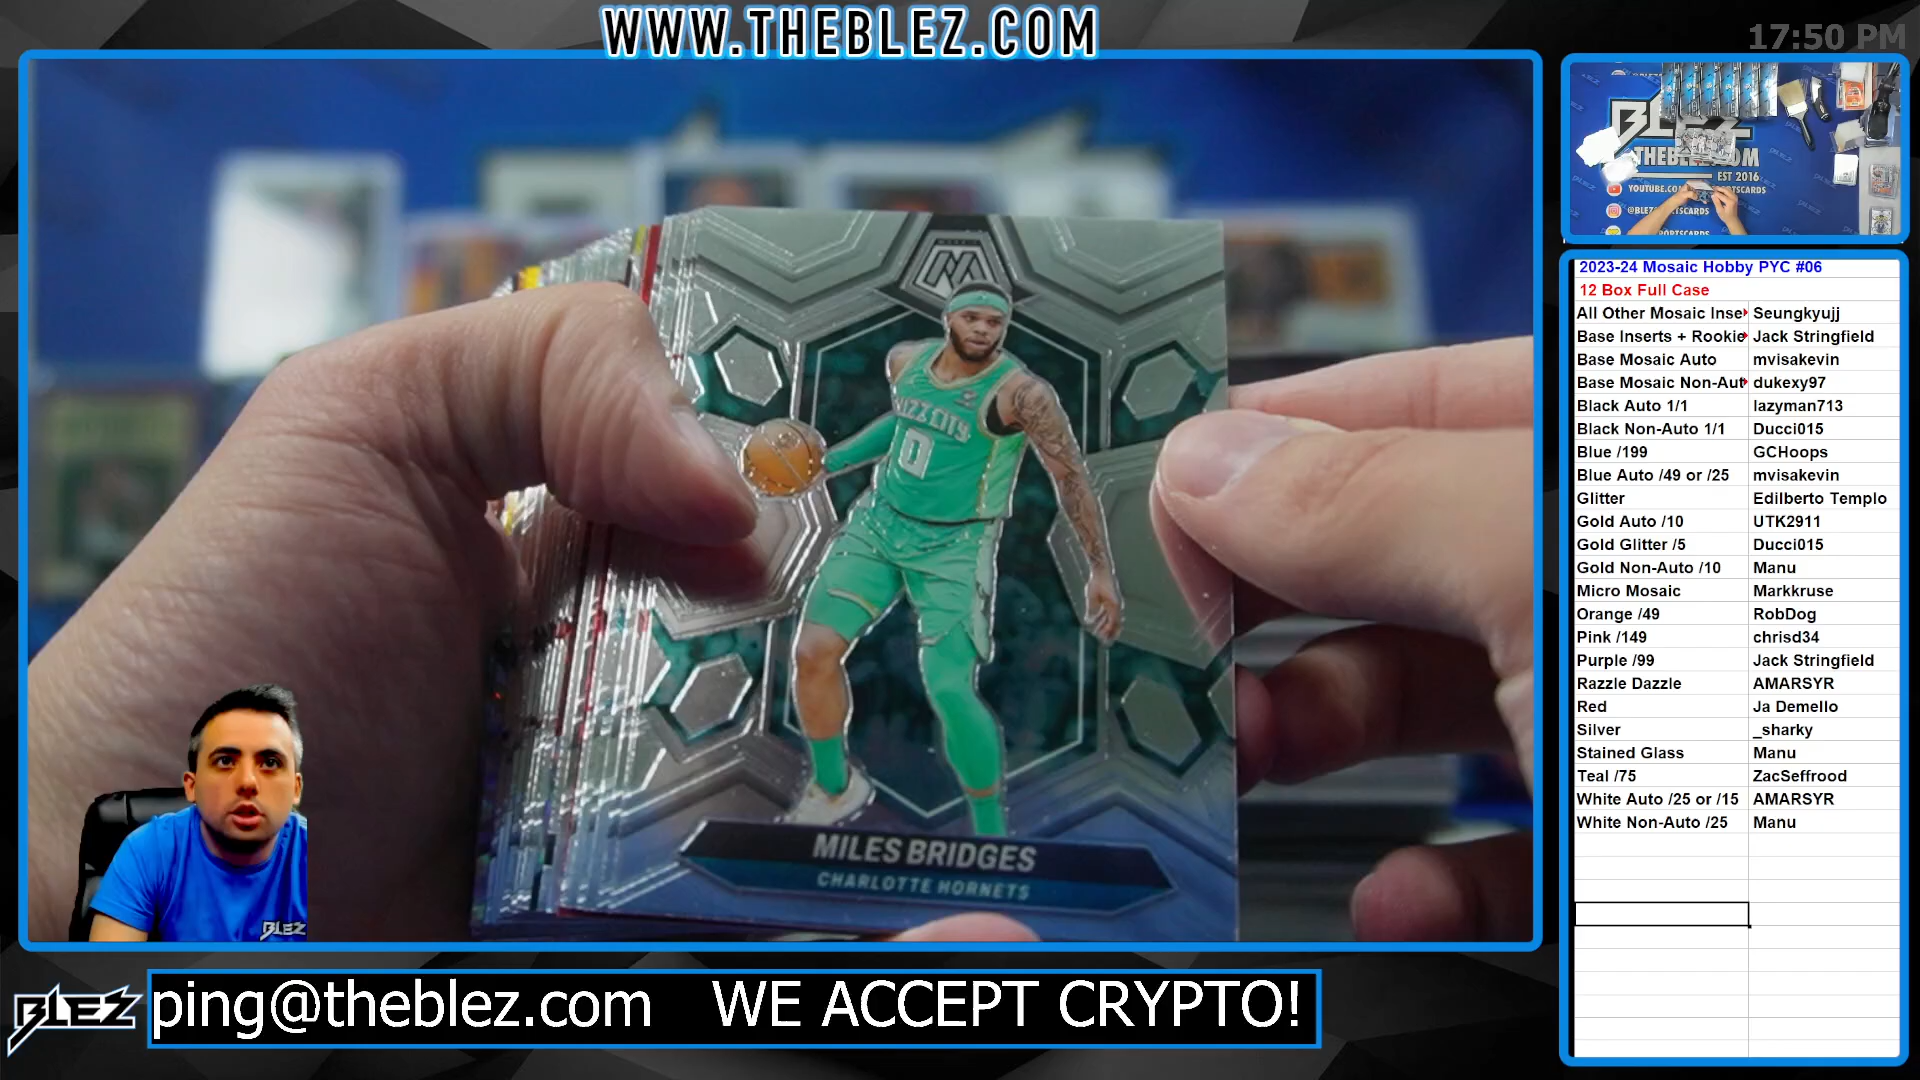 WWW.THEBLEZ.COM
17:50 PM
BLEZ
THEBLEZ.COM
EST 2016
2023-24 Mosaic Hobby PYC #06
12 Box Full Case
All Other Mosaic Inse Seungkyujj
Base Inserts + Rookie Jack Stringfield
Base Mosaic Auto mvisakevin
Base Mosaic Non-Aut dukexy97
Black Auto 1/1 lazyman713
Black Non-Auto 1/1 Ducci015
Blue /199 GCHoops
Blue Auto /49 or /25 mvisakevin
Glitter Edilberto Templo
Gold Auto /10 UTK2911
Gold Glitter /5 Ducci015
Gold Non-Auto /10 Manu
Micro Mosaic Markkruse
Orange /49 RobDog
Pink /149 chrisd34
Purple /99 Jack Stringfield
Razzle Dazzle AMARSYR
Red Ja Demello
Silver _sharky
Stained Glass Manu
Teal /75 ZacSeffrood
White Auto /25 or /15 AMARSYR
White Non-Auto /25 Manu
0
MILES BRIDGES
CHARLOTTE HORNETS
BLEZ
BLEZ
ping@theblez.com WE ACCEPT CRYPTO!